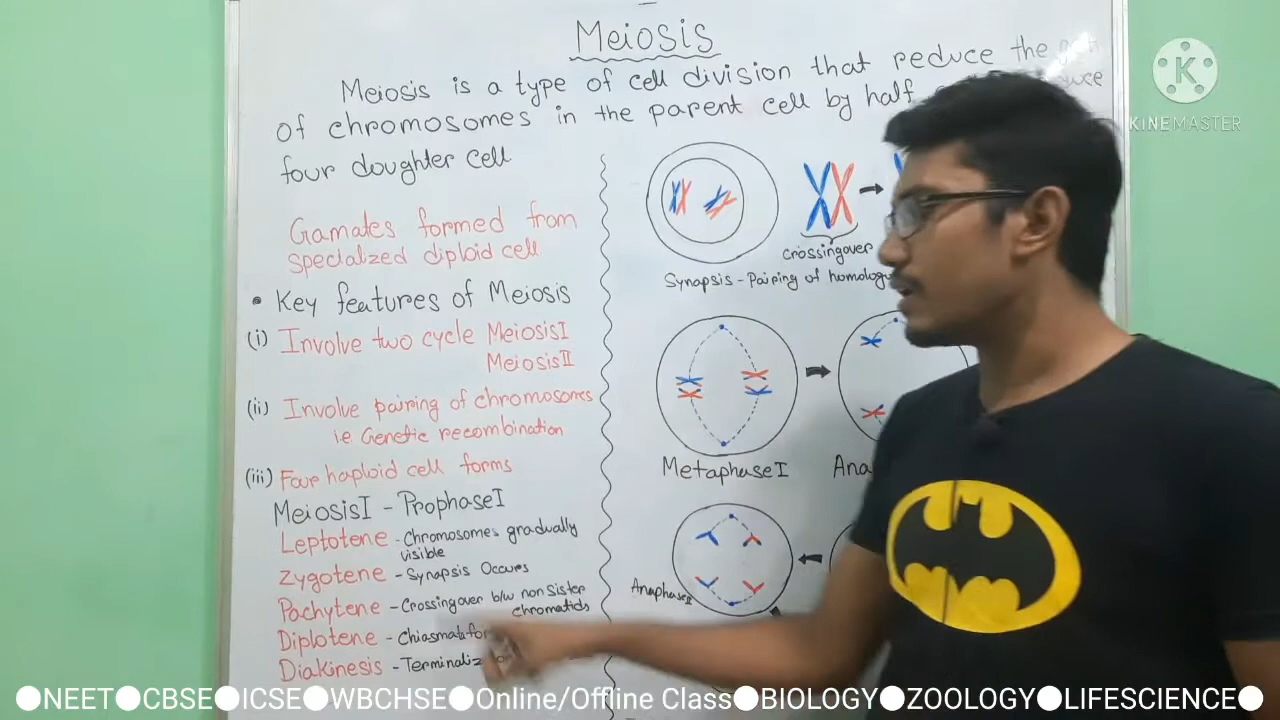 Meiosis
Meiosis is a type of cell division that reduce the
of chromosomes in the parent cell by half
four doughter cell
Gamates formed from
specialized diploid cell
• Key features of Meiosis
(i) Involve two cycle MeiosisI
MeiosisII
(ii) Involve pairing of chromosomes
i.e Genetic recombination
(iii) Four haploid cell forms
MeiosisI - ProphaseI
Leptotene - Chromosomes gradually
visible
Zygotene - Synapsis Occurs
Pachytene - Crossingover b/w non sister
chromatids
Diplotene - Chiasmata
Diakinesis
crossingover
Synapsis - Pairing of
MetaphaseI
AnaphaseII
K
KINEMASTER
●NEET●CBSE●ICSE●WBCHSE●Online/Offline Class●BIOLOGY●ZOOLOGY●LIFESCIENCE●